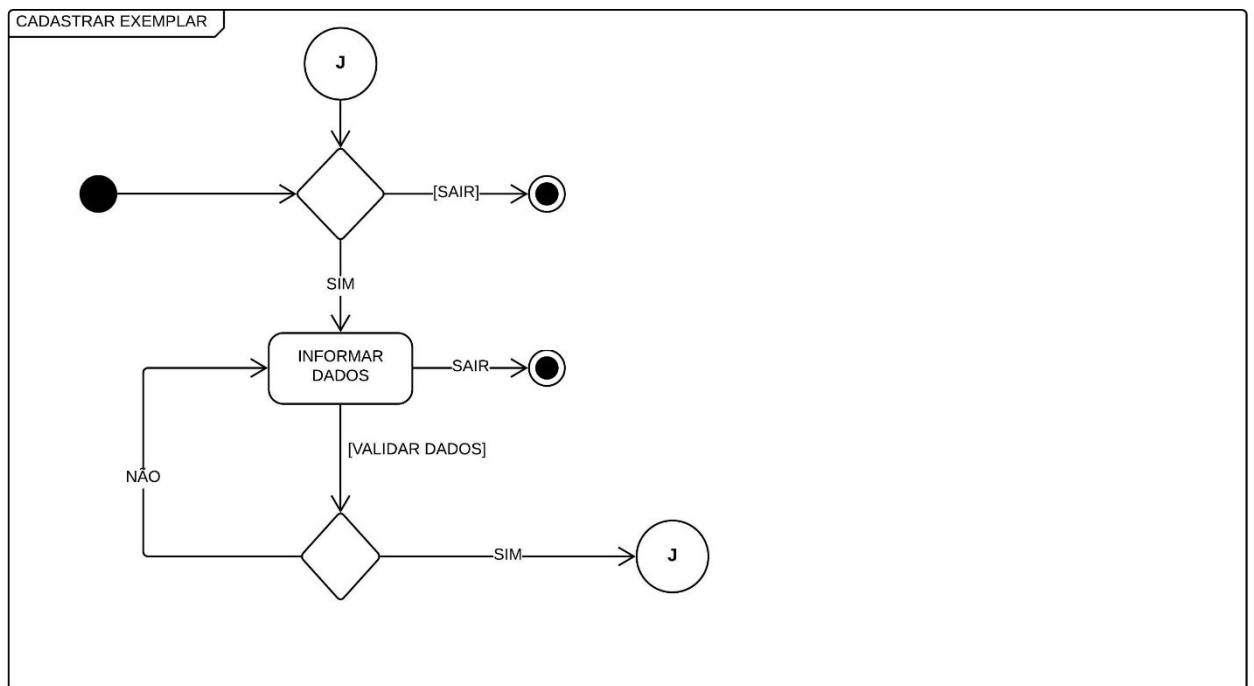 CADASTRAR EXEMPLAR
J
[SAIR]
SIM
INFORMAR
DADOS
SAIR
[VALIDAR DADOS]
NÃO
SIM
J